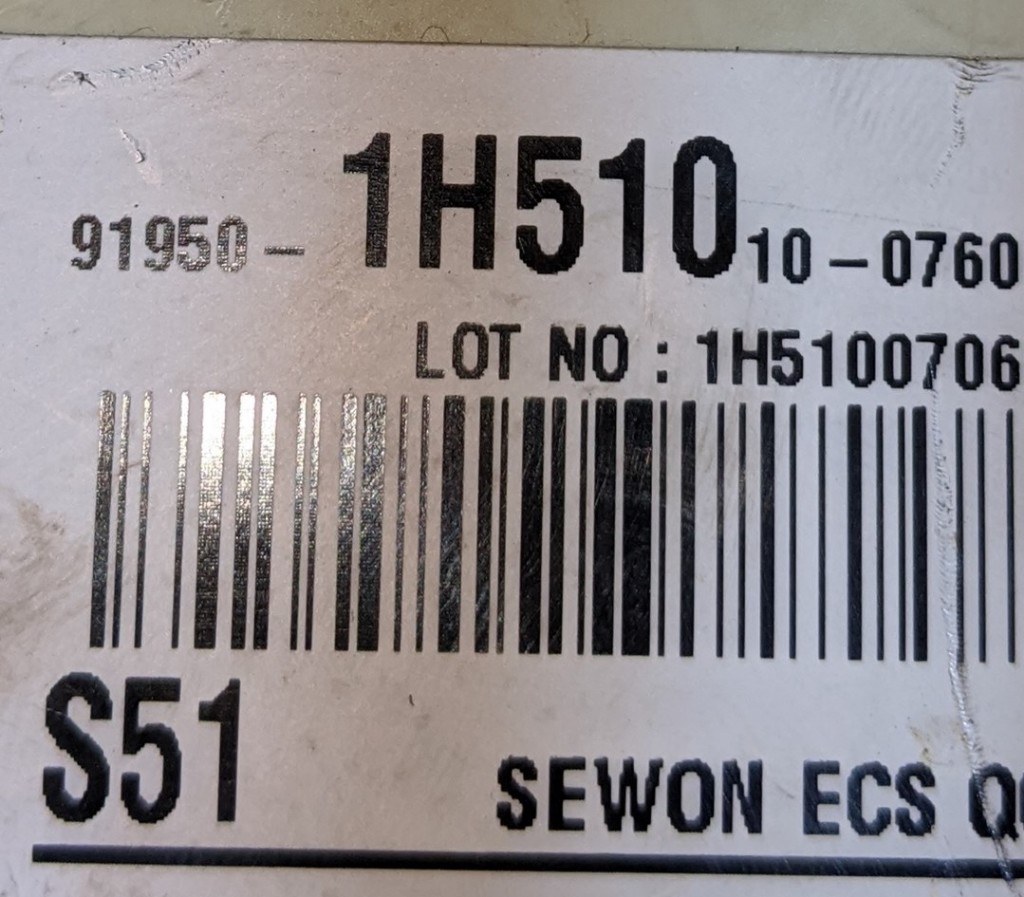 91950- 1H510 10-0760
LOT NO : 1H5100706
S51
SEWON ECS